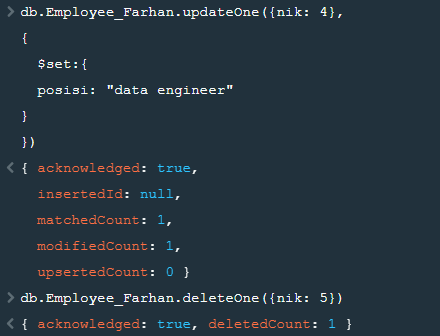 > db.Employee_Farhan.updateOne({nik: 4},
{
$set:{
posisi: "data engineer"
}
})
< { acknowledged: true,
insertedId: null,
matchedCount: 1,
modifiedCount: 1,
upsertedCount: 0 }
> db.Employee_Farhan.deleteOne({nik: 5})
< { acknowledged: true, deletedCount: 1 }